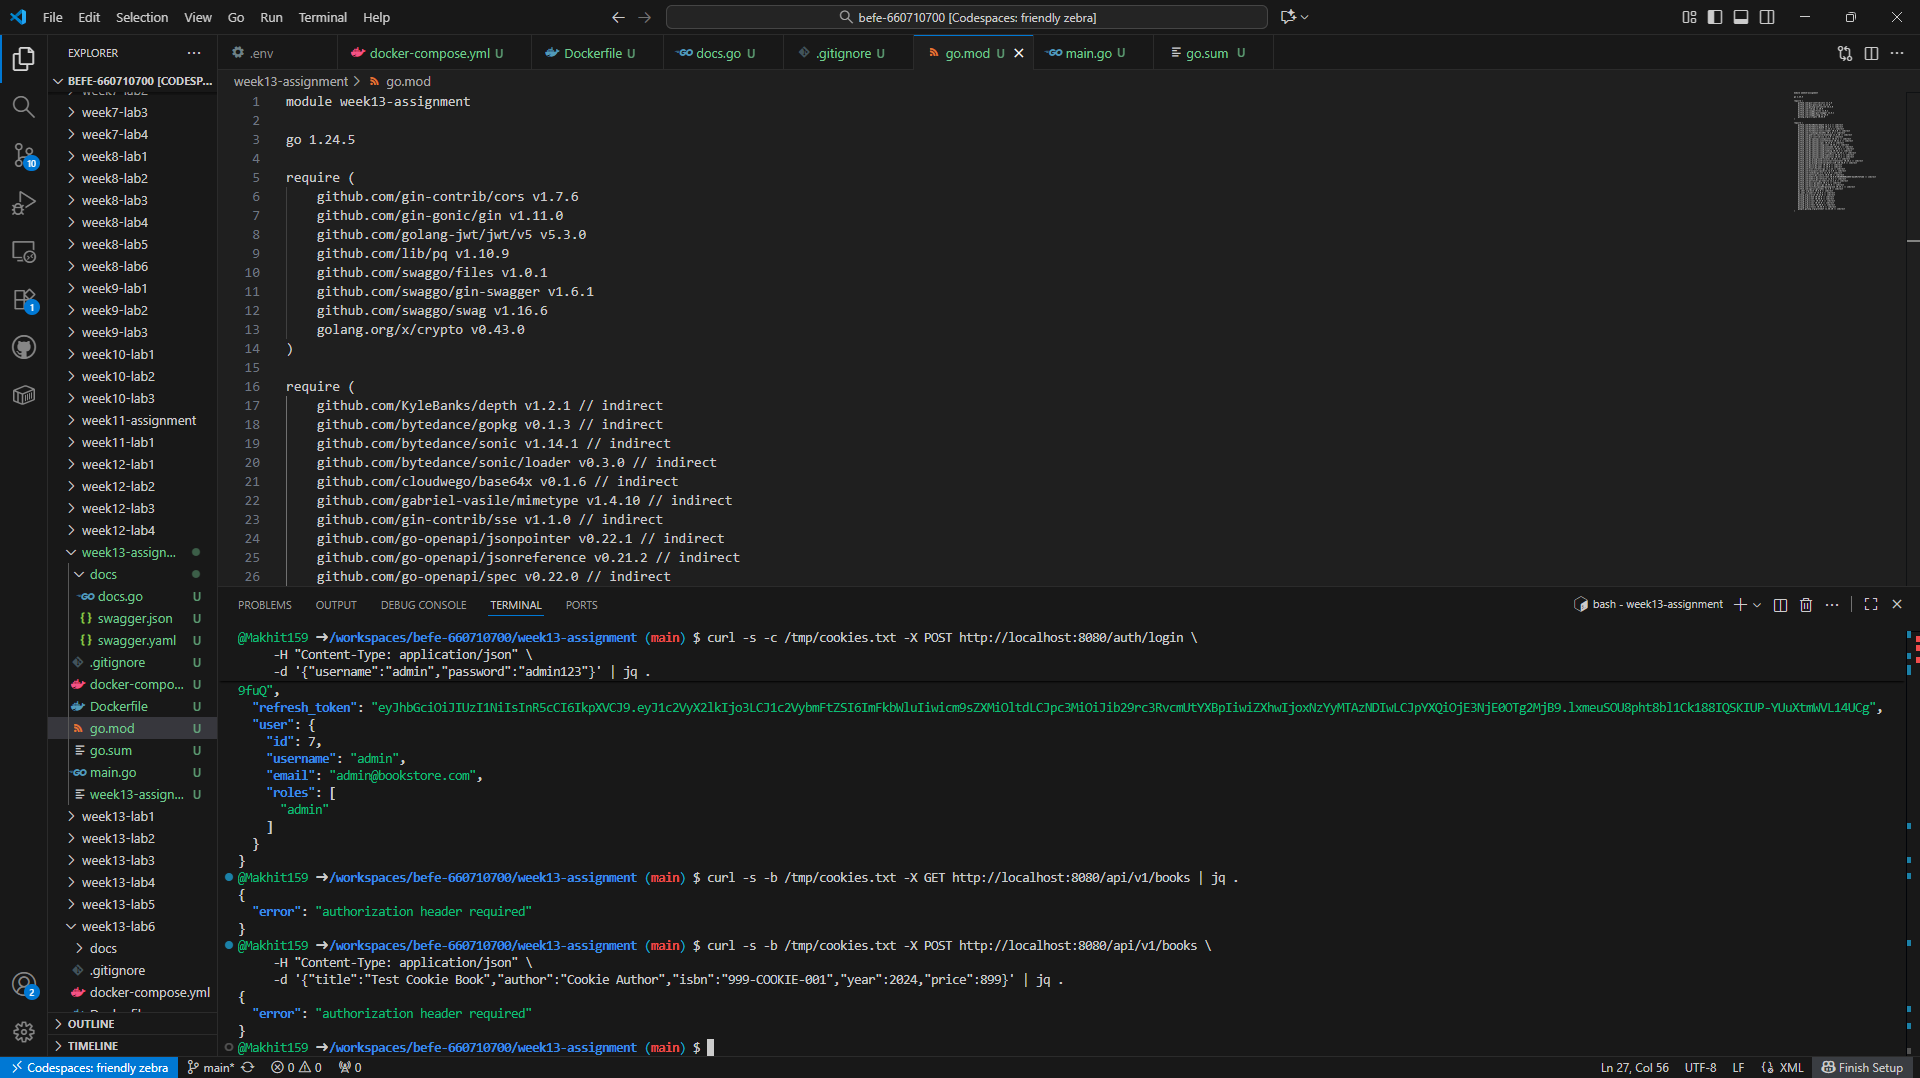 File Edit Selection View Go Run Terminal Help
befe-660710700 [Codespaces: friendly zebra]
EXPLORER
.env
docker-compose.yml U
Dockerfile U
docs.go U
.gitignore U
go.mod U
main.go U
go.sum U
BEFE-660710700 [CODESP...
week13-assignment > go.mod
week7-lab3
week7-lab4
week8-lab1
week8-lab2
week8-lab3
week8-lab4
week8-lab5
week8-lab6
week9-lab1
week9-lab2
week9-lab3
week10-lab1
week10-lab2
week10-lab3
week11-assignment
week11-lab1
week12-lab1
week12-lab2
week12-lab3
week12-lab4
week13-assign...
docs
docs.go U
swagger.json U
swagger.yaml U
.gitignore U
docker-compo... U
Dockerfile U
go.mod U
go.sum U
main.go U
week13-assign... U
week13-lab1
week13-lab2
week13-lab3
week13-lab4
week13-lab5
week13-lab6
docs
.gitignore
docker-compose.yml
OUTLINE
TIMELINE
1 module week13-assignment
2
3 go 1.24.5
4
5 require (
6 github.com/gin-contrib/cors v1.7.6
7 github.com/gin-gonic/gin v1.11.0
8 github.com/golang-jwt/jwt/v5 v5.3.0
9 github.com/lib/pq v1.10.9
10 github.com/swaggo/files v1.0.1
11 github.com/swaggo/gin-swagger v1.6.1
12 github.com/swaggo/swag v1.16.6
13 golang.org/x/crypto v0.43.0
14 )
15
16 require (
17 github.com/KyleBanks/depth v1.2.1 // indirect
18 github.com/bytedance/gopkg v0.1.3 // indirect
19 github.com/bytedance/sonic v1.14.1 // indirect
20 github.com/bytedance/sonic/loader v0.3.0 // indirect
21 github.com/cloudwego/base64x v0.1.6 // indirect
22 github.com/gabriel-vasile/mimetype v1.4.10 // indirect
23 github.com/gin-contrib/sse v1.1.0 // indirect
24 github.com/go-openapi/jsonpointer v0.22.1 // indirect
25 github.com/go-openapi/jsonreference v0.21.2 // indirect
26 github.com/go-openapi/spec v0.22.0 // indirect
PROBLEMS OUTPUT DEBUG CONSOLE TERMINAL PORTS
bash - week13-assignment
@Makhit159 ➜/workspaces/befe-660710700/week13-assignment (main) $ curl -s -c /tmp/cookies.txt -X POST http://localhost:8080/auth/login \
-H "Content-Type: application/json" \
-d '{"username":"admin","password":"admin123"}' | jq .
9fuQ",
"refresh_token":
"user": {
"id": 7,
"username": "admin",
"email": "admin@bookstore.com",
"roles": [
"admin"
]
}
}
@Makhit159 ➜/workspaces/befe-660710700/week13-assignment (main) $ curl -s -b /tmp/cookies.txt -X GET http://localhost:8080/api/v1/books | jq .
{
"error": "authorization header required"
}
@Makhit159 ➜/workspaces/befe-660710700/week13-assignment (main) $ curl -s -b /tmp/cookies.txt -X POST http://localhost:8080/api/v1/books \
-H "Content-Type: application/json" \
-d '{"title":"Test Cookie Book","author":"Cookie Author","isbn":"999-COOKIE-001","year":2024,"price":899}' | jq .
{
"error": "authorization header required"
}
@Makhit159 ➜/workspaces/befe-660710700/week13-assignment (main) $
10
1
2
Codespaces: friendly zebra main* 0 0 0
Ln 27, Col 56 UTF-8 LF XML Finish Setup